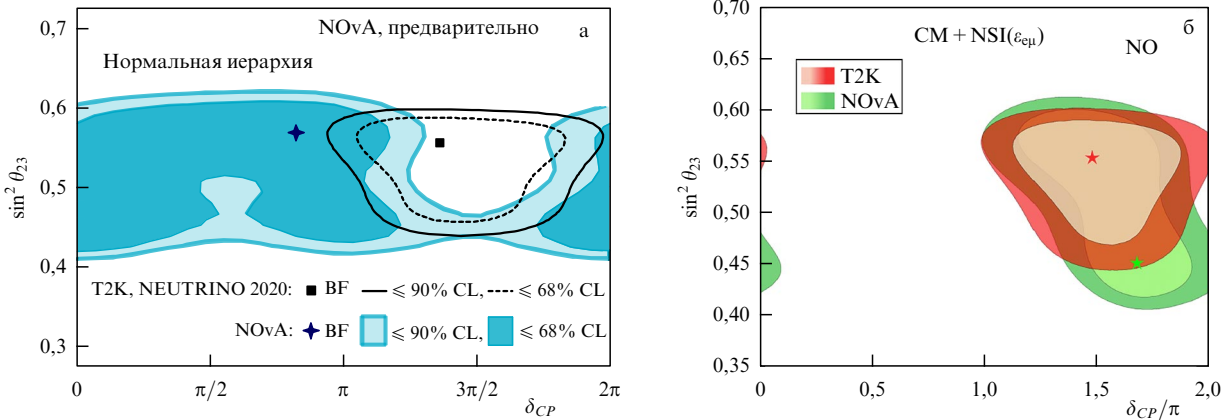 NOvA, предварительно
а
Нормальная иерархия
0,7
0,6
0,5
0,4
0,3
sin² θ₂₃
T2K, NEUTRINO 2020: BF ⩽ 90% CL, ⩽ 68% CL
NOvA: BF ⩽ 90% CL, ⩽ 68% CL
0 π/2 π 3π/2 2π
δCP
0,70
0,65
0,60
0,55
0,50
0,45
0,40
0,35
sin² θ₂₃
CM + NSI(εeμ)
б
NO
T2K
NOvA
0 0,5 1,0 1,5 2,0
δCP/π